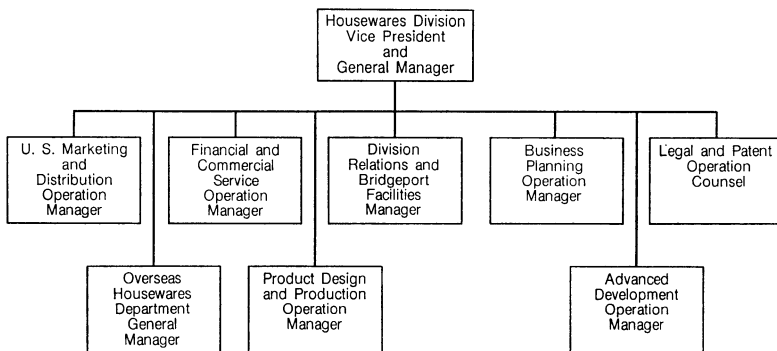 Housewares Division
Vice President
and
General Manager
U. S. Marketing
and
Distribution
Operation
Manager
Financial and
Commercial
Service
Operation
Manager
Division
Relations and
Bridgeport
Facilities
Manager
Business
Planning
Operation
Manager
Legal and Patent
Operation
Counsel
Overseas
Housewares
Department
General
Manager
Product Design
and Production
Operation
Manager
Advanced
Development
Operation
Manager